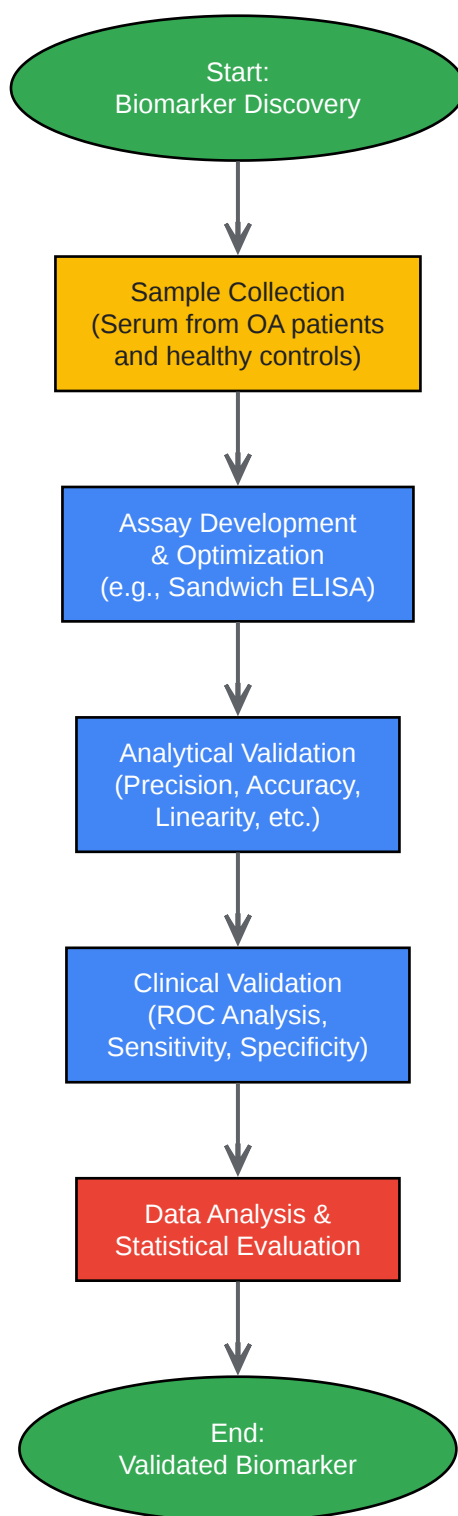 Start:
Biomarker Discovery
Sample Collection
(Serum from OA patients
and healthy controls)
Assay Development
& Optimization
(e.g., Sandwich ELISA)
Analytical Validation
(Precision, Accuracy,
Linearity, etc.)
Clinical Validation
(ROC Analysis,
Sensitivity, Specificity)
Data Analysis &
Statistical Evaluation
End:
Validated Biomarker